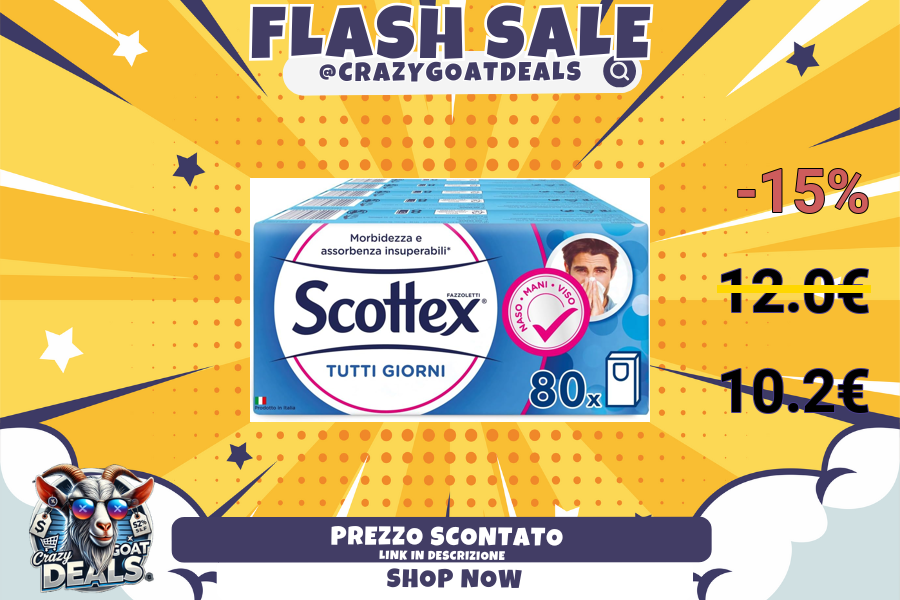 FLASH SALE
@CRAZYGOATDEALS
-15%
12.0€
10.2€
Morbidezza e
assorbenza insuperabili*
FAZZOLETTI
Scottex®
TUTTI GIORNI
NASO • MANI • VISO
80x
Prodotto in Italia
$
52%
Crazy
GOAT
DEALS
PREZZO SCONTATO
LINK IN DESCRIZIONE
SHOP NOW